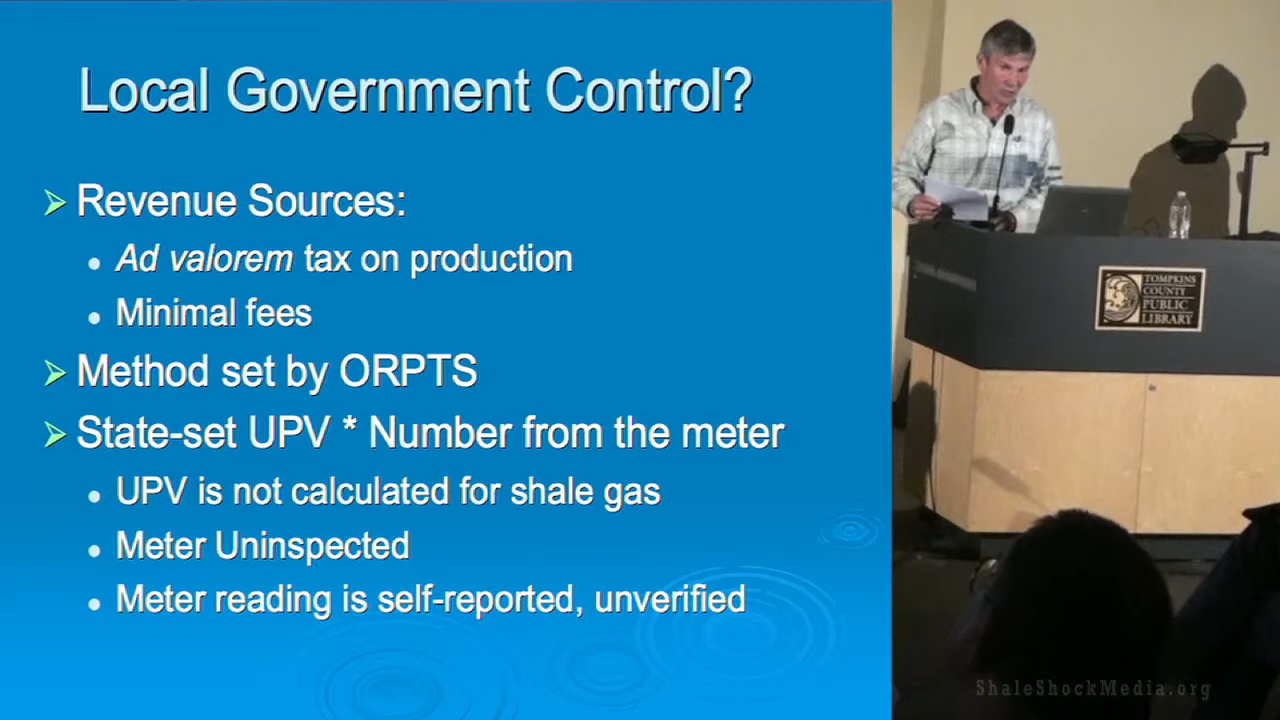 Local Government Control?
Revenue Sources:
Ad valorem tax on production
Minimal fees
Method set by ORPTS
State-set UPV * Number from the meter
UPV is not calculated for shale gas
Meter Uninspected
Meter reading is self-reported, unverified
TOMPKINS
COUNTY
PUBLIC
LIBRARY
ShaleShockMedia.org